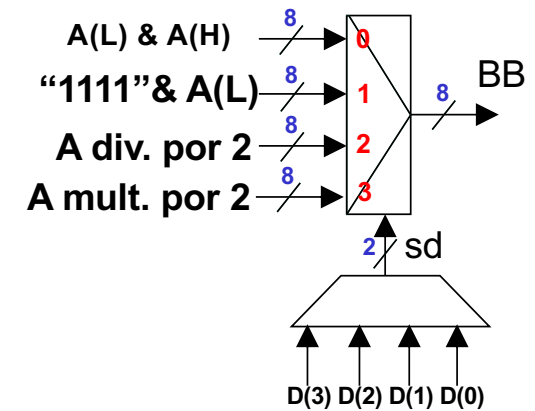 8
A(L) & A(H)
0
8
“1111”& A(L)
1
8
BB
8
A div. por 2
2
8
A mult. por 2
3
2
sd
D(3) D(2) D(1) D(0)